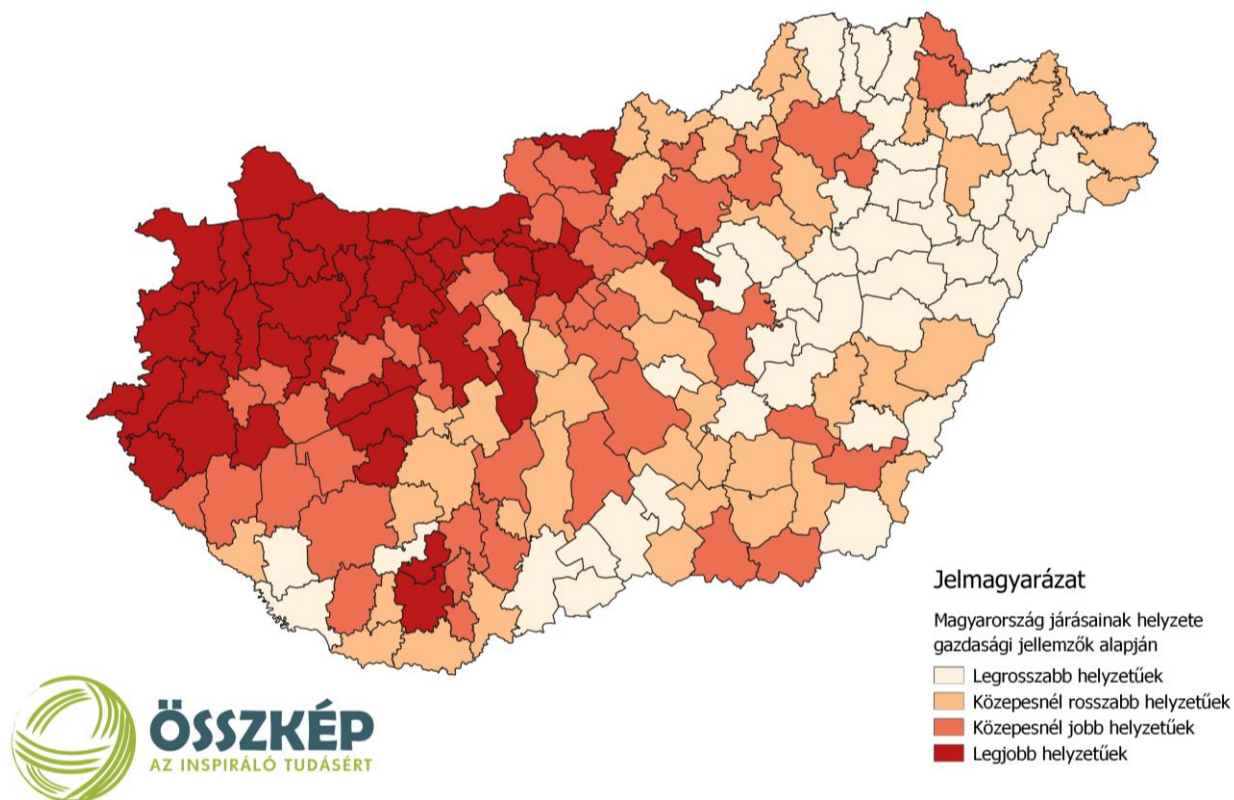 Jelmagyarázat
Magyarország járásainak helyzete
gazdasági jellemzők alapján
Legrosszabb helyzetűek
Közepesnél rosszabb helyzetűek
Közepesnél jobb helyzetűek
Legjobb helyzetűek
ÖSSZKÉP
AZ INSPIRÁLÓ TUDÁSÉRT